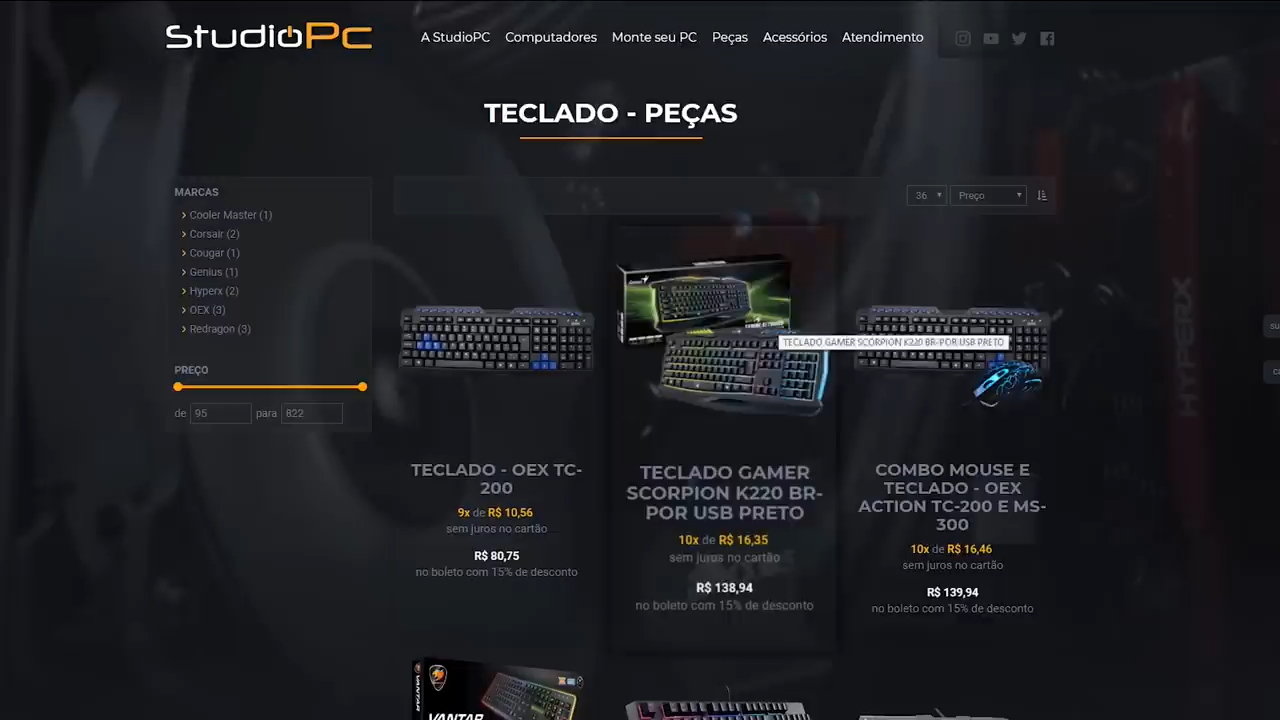 StudioPc
A StudioPC Computadores Monte seu PC Peças Acessórios Atendimento
TECLADO - PEÇAS
MARCAS
Cooler Master (1)
Corsair (2)
Cougar (1)
Genius (1)
Hyperx (2)
OEX (3)
Redragon (3)
PREÇO
de 95 para 822
36 Preço
TECLADO GAMER SCORPION K220 BR-POR USB PRETO
HYPERX
TECLADO - OEX TC-
200
9x de R$ 10,56
sem juros no cartão
R$ 80,75
no boleto com 15% de desconto
TECLADO GAMER
SCORPION K220 BR-
POR USB PRETO
10x de R$ 16,35
sem juros no cartão
R$ 138,94
no boleto com 15% de desconto
COMBO MOUSE E
TECLADO - OEX
ACTION TC-200 E MS-
300
10x de R$ 16,46
sem juros no cartão
R$ 139,94
no boleto com 15% de desconto
VANTAR
VANTAR